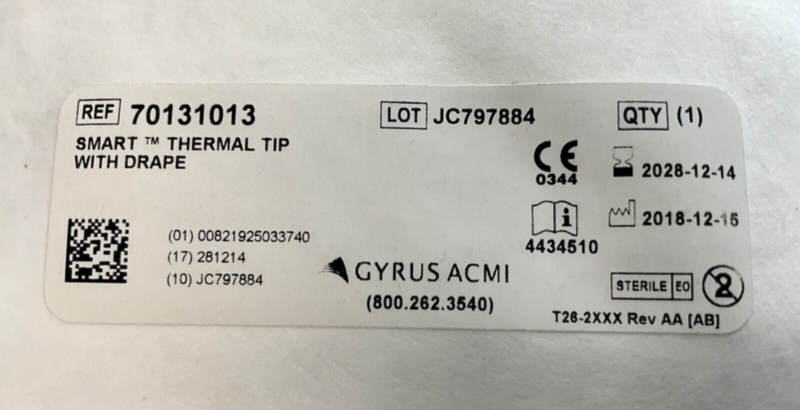 REF 70131013
LOT JC797884
QTY (1)
SMART ™ THERMAL TIP
WITH DRAPE
CE
0344
2028-12-14
4434510
2018-12-15
(01) 00821925033740
(17) 281214
(10) JC797884
GYRUS ACMI
(800.262.3540)
STERILE EO
2
T26-2XXX Rev AA [AB]